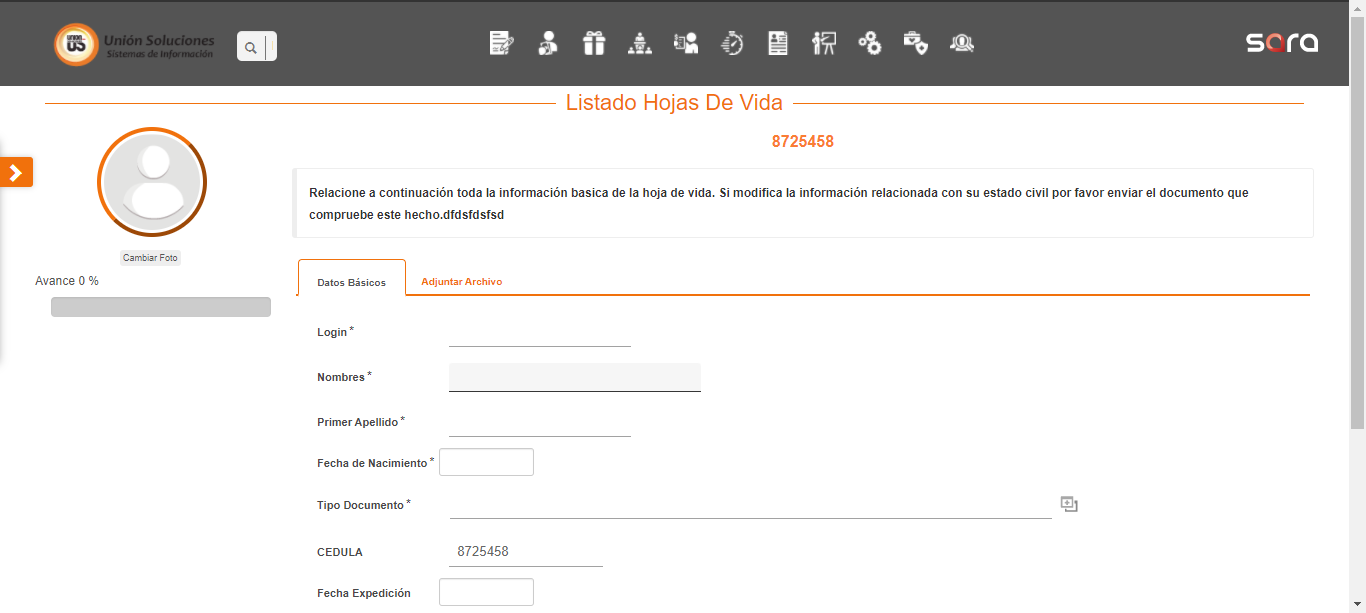 UNION
US
Unión Soluciones
Sistemas de Información
sara
Listado Hojas De Vida
8725458
Relacione a continuación toda la información basica de la hoja de vida. Si modifica la información relacionada con su estado civil por favor enviar el documento que
compruebe este hecho.dfdsfdsfsd
Cambiar Foto
Avance 0 %
Datos Básicos
Adjuntar Archivo
Login *
Nombres *
Primer Apellido *
Fecha de Nacimiento *
Tipo Documento *
CEDULA 8725458
Fecha Expedición